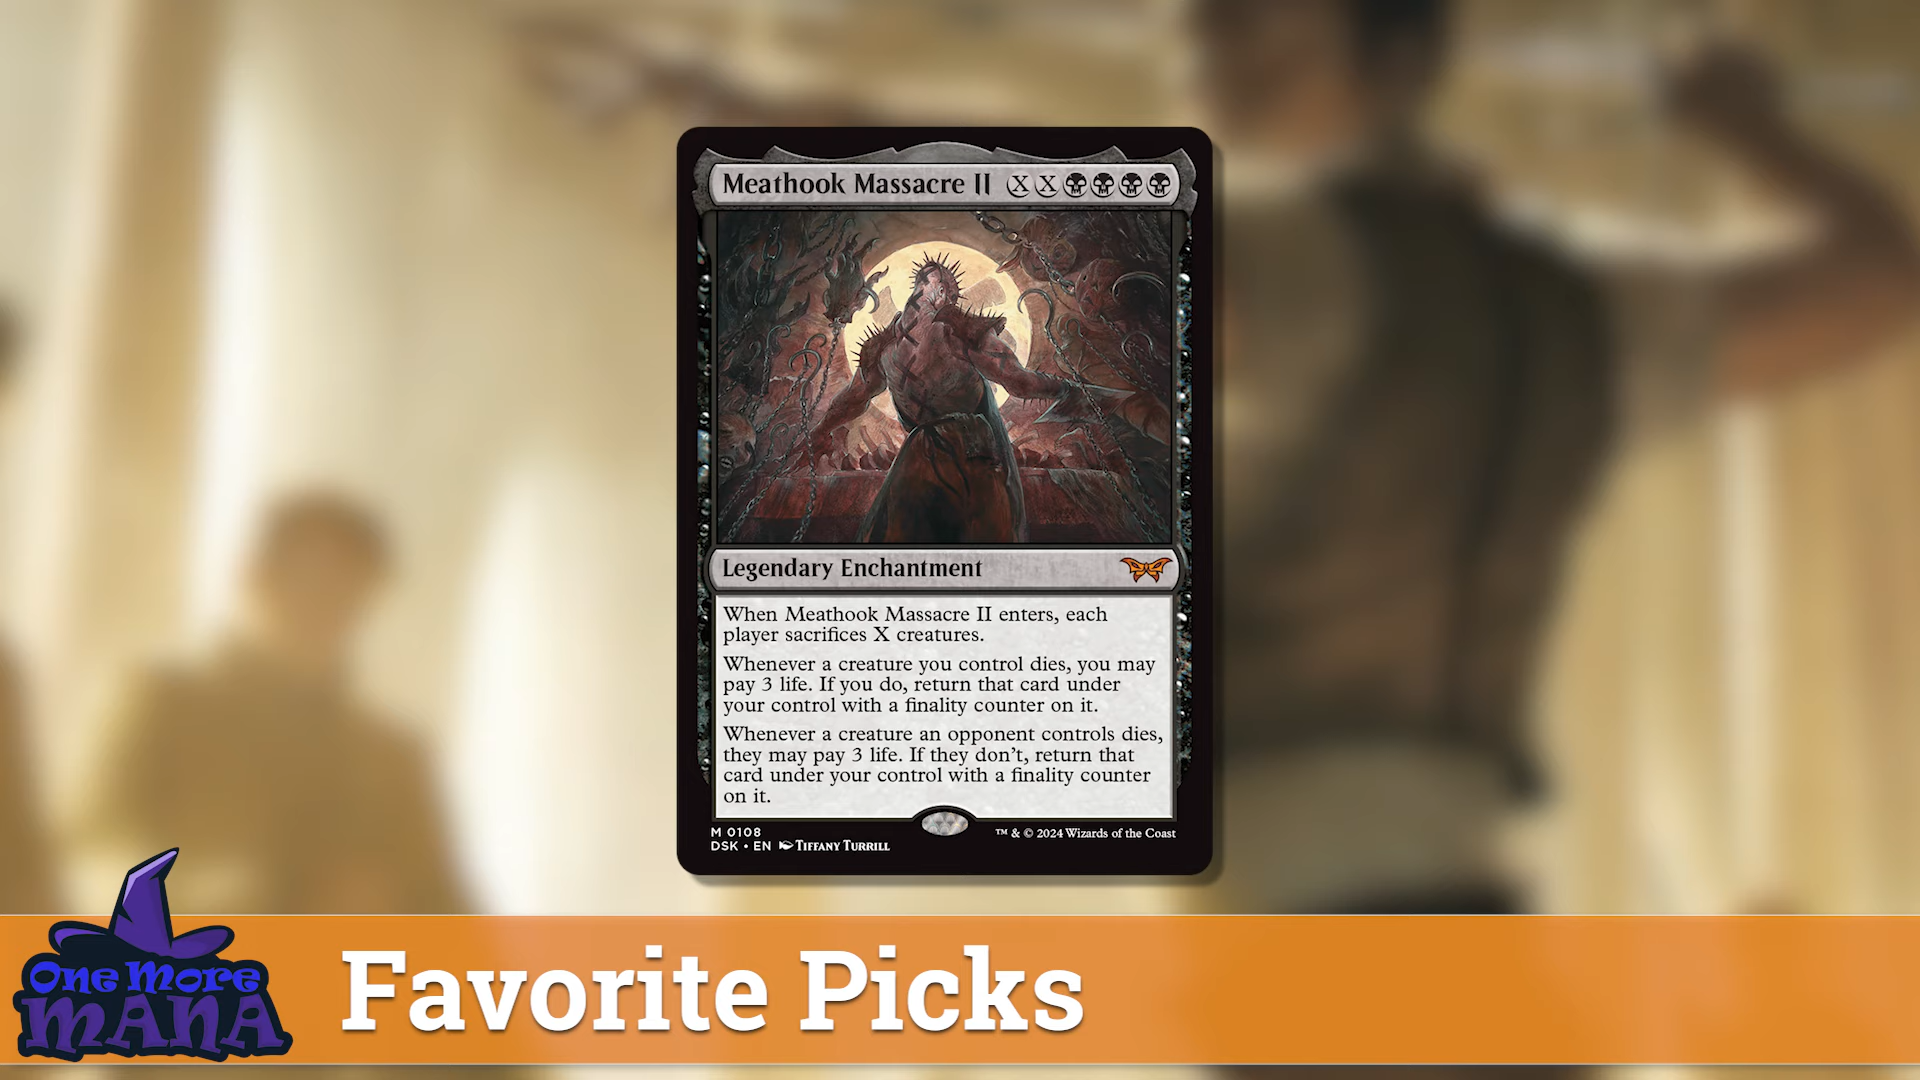 Meathook Massacre II XX
Legendary Enchantment
When Meathook Massacre II enters, each
player sacrifices X creatures.
Whenever a creature you control dies, you may
pay 3 life. If you do, return that card under
your control with a finality counter on it.
Whenever a creature an opponent controls dies,
they may pay 3 life. If they don't, return that
card under your control with a finality counter
on it.
M 0108
DSK • EN TIFFANY TURRILL
™ & © 2024 Wizards of the Coast
One More
MANA
Favorite Picks